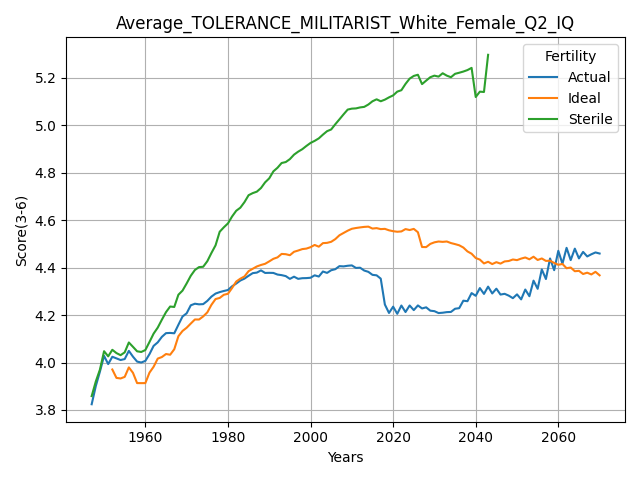 Average_TOLERANCE_MILITARIST_White_Female_Q2_IQ
Fertility
Actual
Ideal
Sterile
Score(3-6)
5.2
5.0
4.8
4.6
4.4
4.2
4.0
3.8
1960 1980 2000 2020 2040 2060
Years